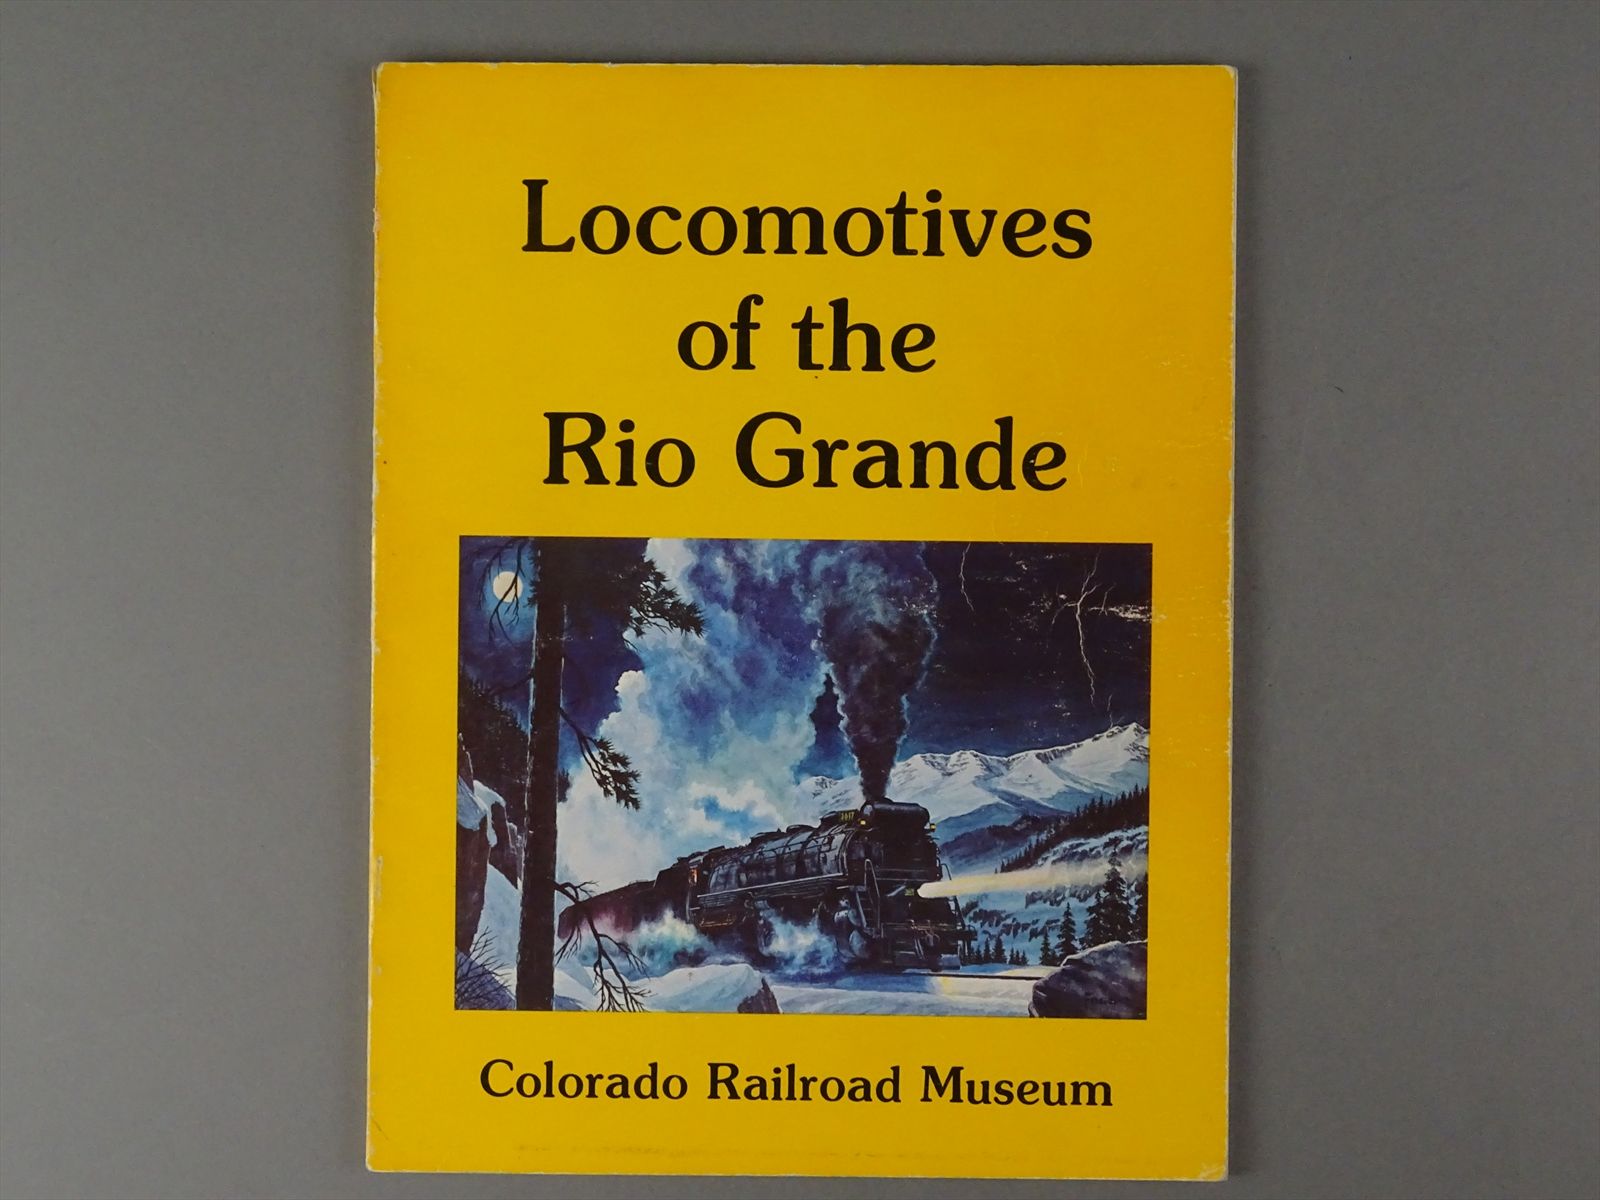 Locomotives
of the
Rio Grande
Colorado Railroad Museum